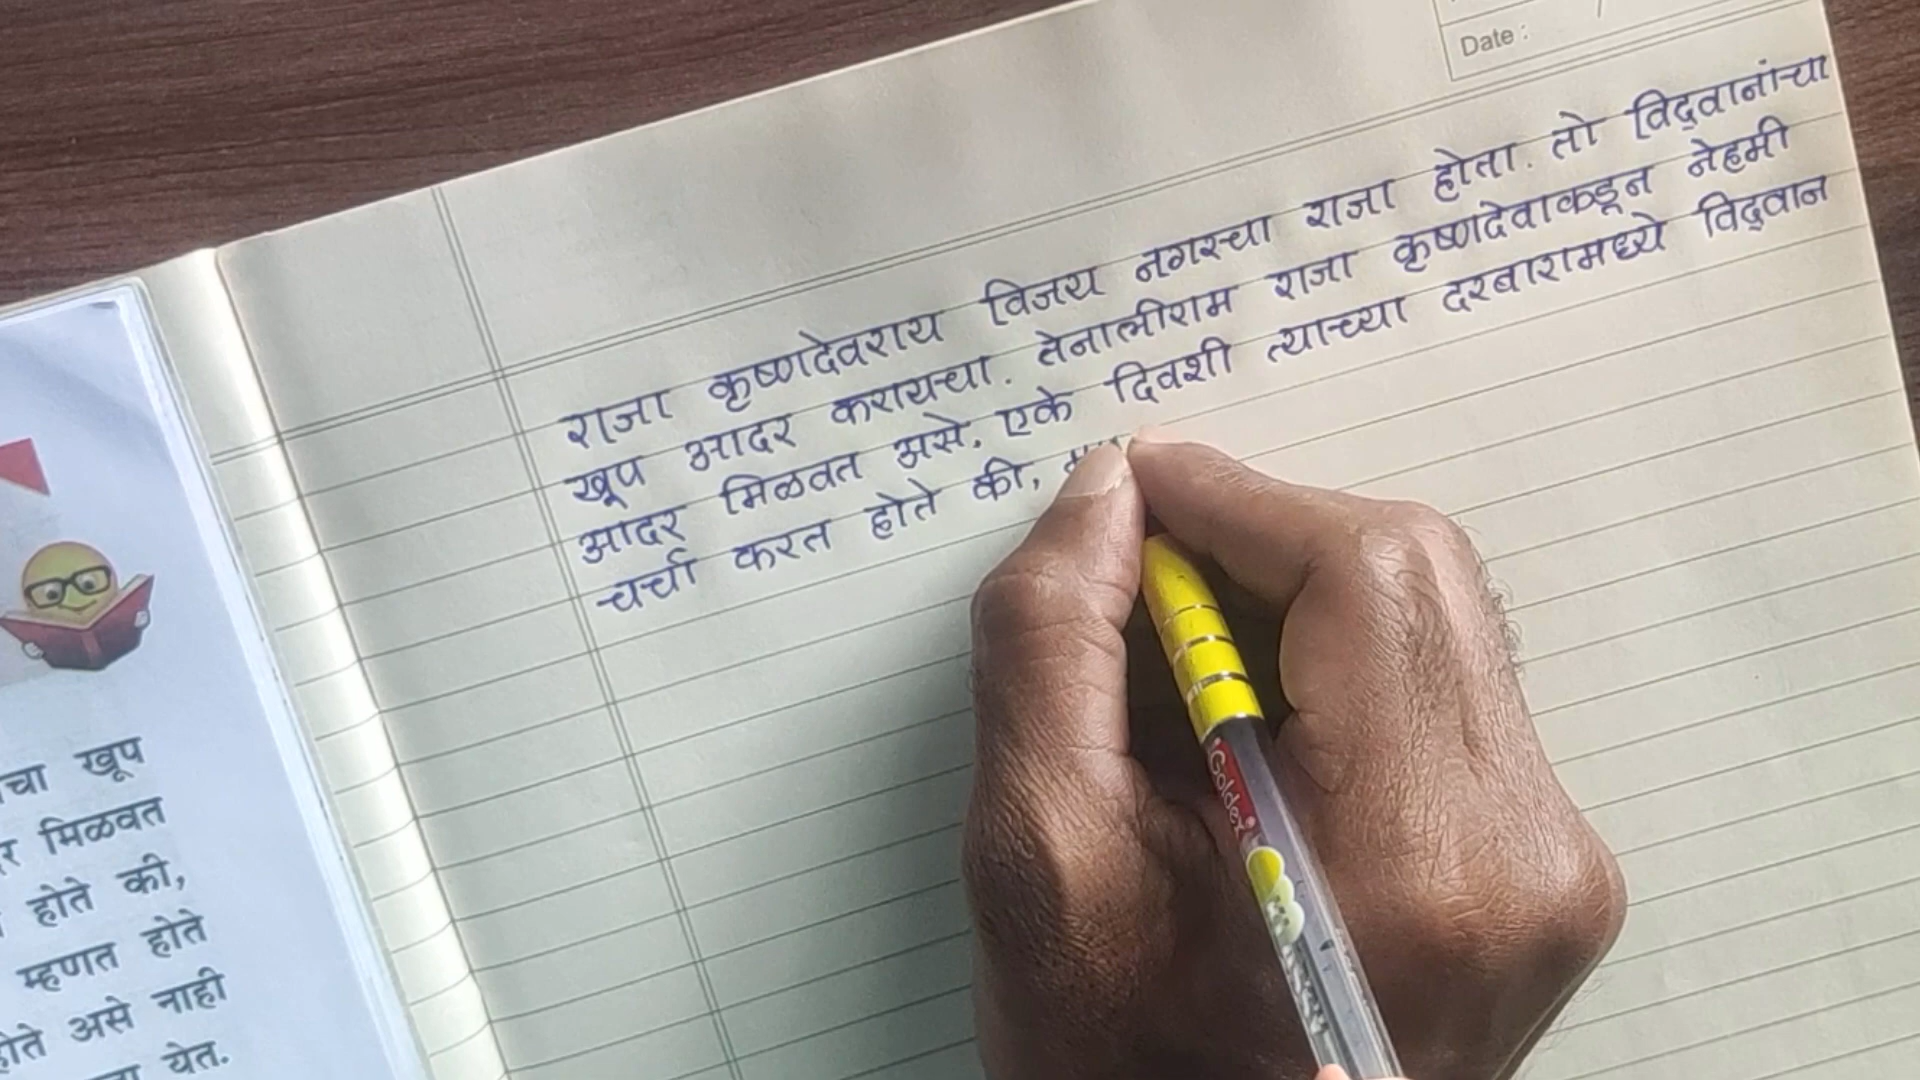 Date :
राजा कृष्णदेवराय विजय नगरचा राजा होता. तो विद्‌वानांचा
खूप आदर करायचा. तेनालीराम राजा कृष्णदेवाकडून नेहमी
आदर मिळवत असे. एके दिवशी त्याच्या दरबारामध्ये विद्‌वान
चर्चा करत होते की,
चा खूप
मिळवत
होते की,
म्हणत होते
होते असे नाही
येत.
Goldex